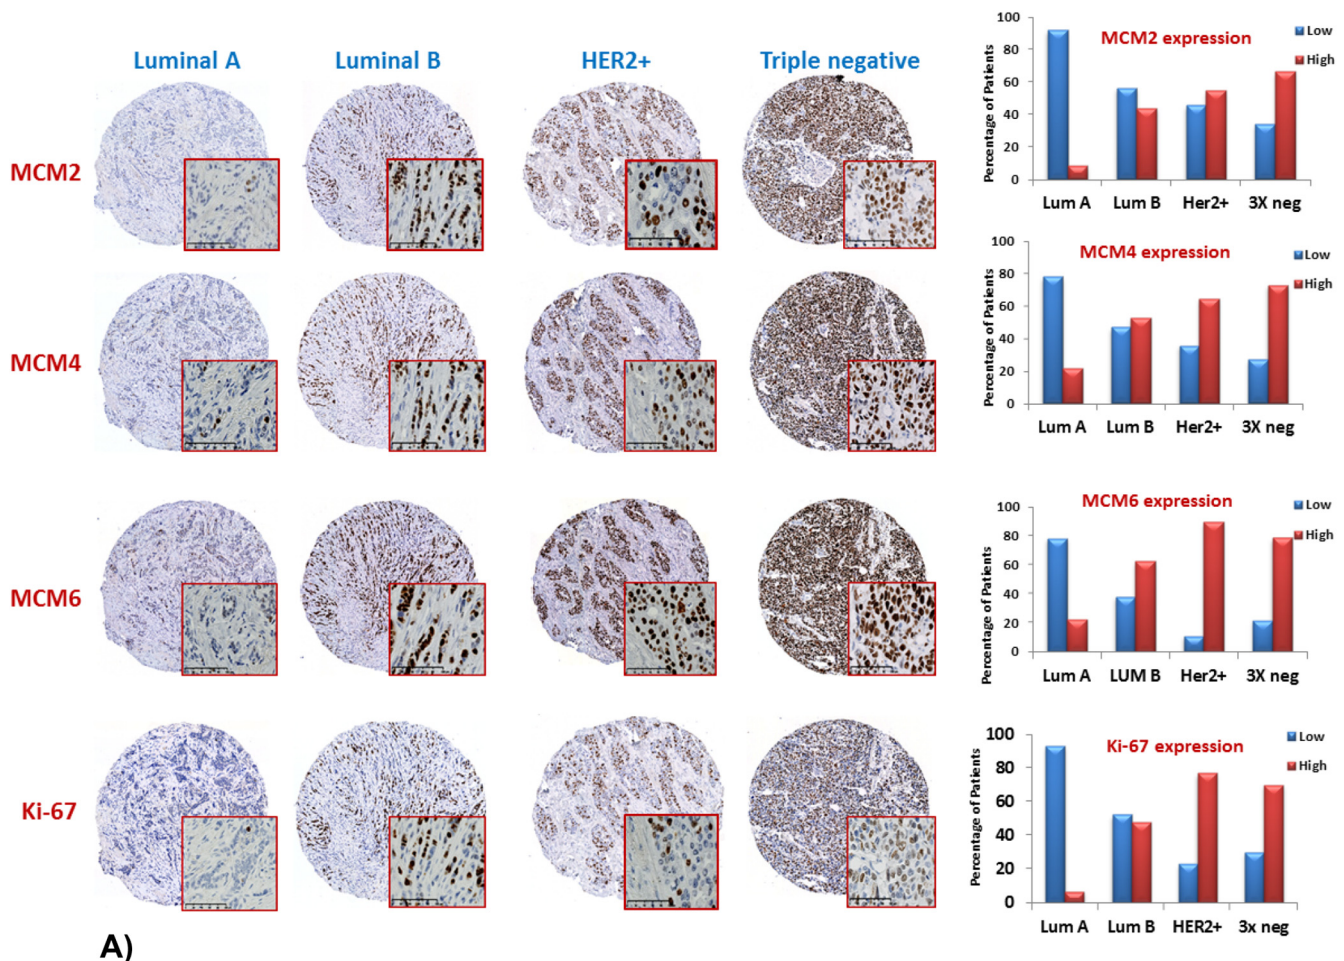 Luminal A
Luminal B
HER2+
Triple negative
MCM2
MCM4
MCM6
Ki-67
A)
MCM2 expression
Low
High
Percentage of Patients
100
80
60
40
20
0
Lum A
Lum B
Her2+
3X neg
MCM4 expression
Low
High
Percentage of Patients
100
80
60
40
20
0
Lum A
Lum B
Her2+
3X neg
MCM6 expression
Low
High
Percentage of Patients
100
80
60
40
20
0
Lum A
LUM B
Her2+
3X neg
Ki-67 expression
Low
High
Percentage of Patients
100
80
60
40
20
0
Lum A
Lum B
HER2+
3x neg